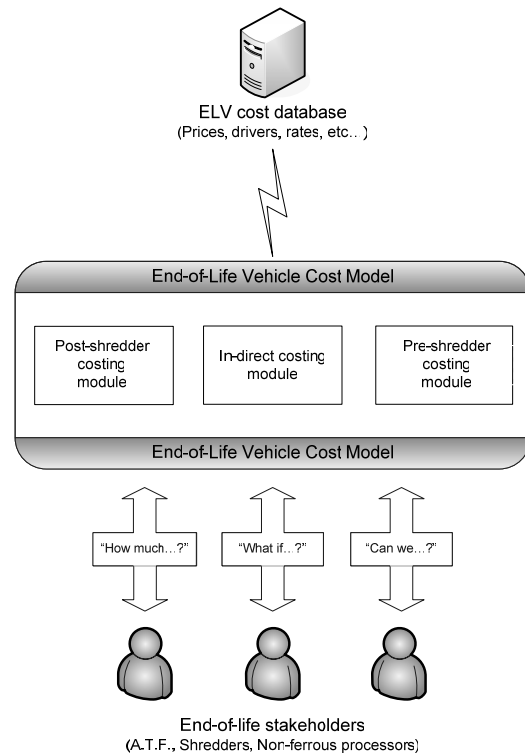 ELV cost database
(Prices, drivers, rates, etc...)
End-of-Life Vehicle Cost Model
Post-shredder
costing
module
In-direct costing
module
Pre-shredder
costing
module
End-of-Life Vehicle Cost Model
"How much...?"
"What if...?"
"Can we...?"
End-of-life stakeholders
(A.T.F., Shredders, Non-ferrous processors)